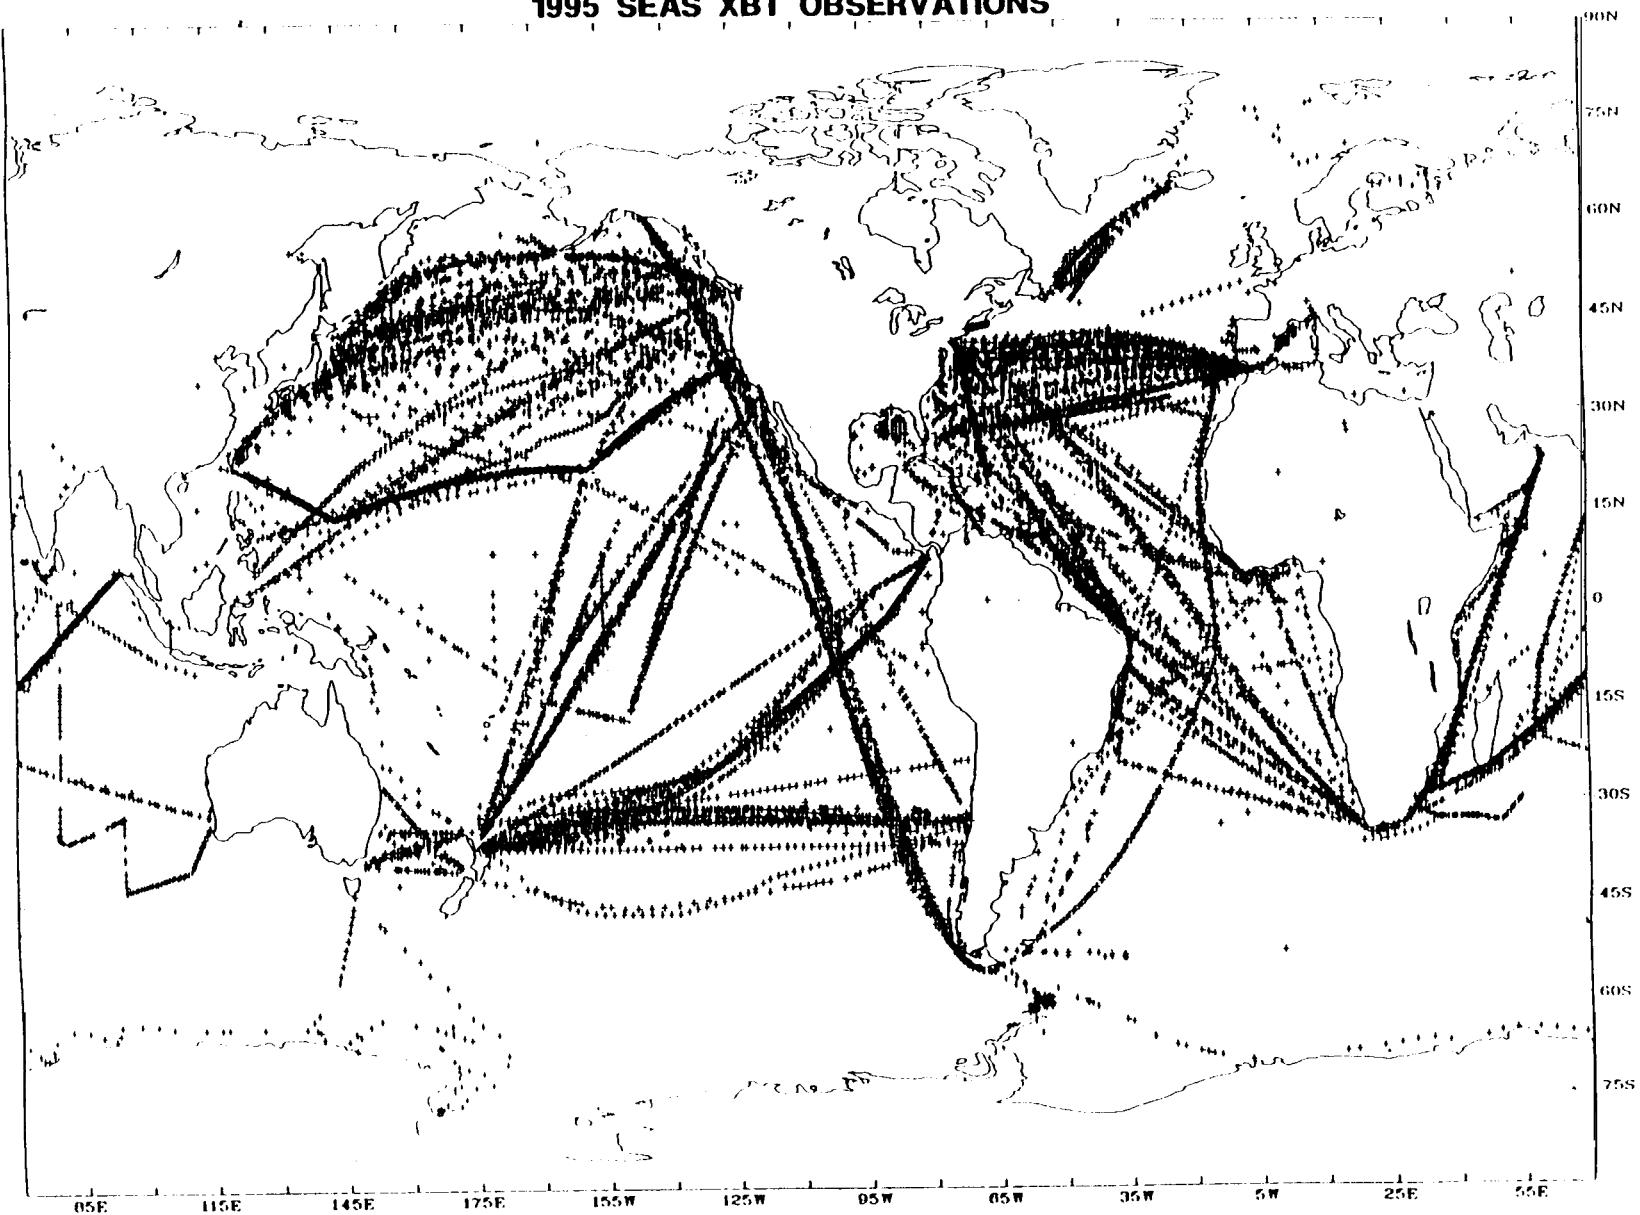 1995 SEAS XBT OBSERVATIONS
90N
75N
60N
45N
30N
15N
0
15S
30S
45S
60S
75S
85E 115E 145E 175E 155W 125W 95W 65W 35W 5W 25E 55E